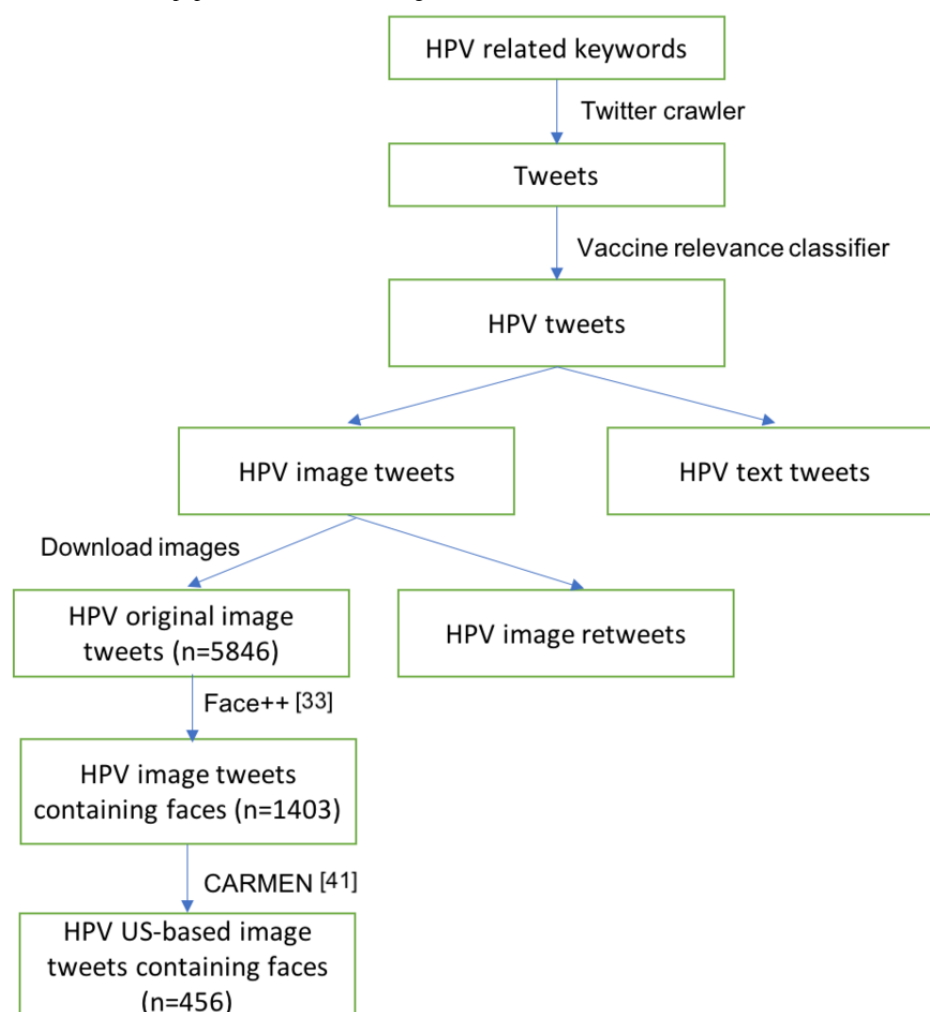 HPV related keywords
Twitter crawler
Tweets
Vaccine relevance classifier
HPV tweets
HPV image tweets
HPV text tweets
Download images
HPV original image
tweets (n=5846)
HPV image retweets
Face++ [33]
HPV image tweets
containing faces (n=1403)
CARMEN [41]
HPV US-based image
tweets containing faces
(n=456)